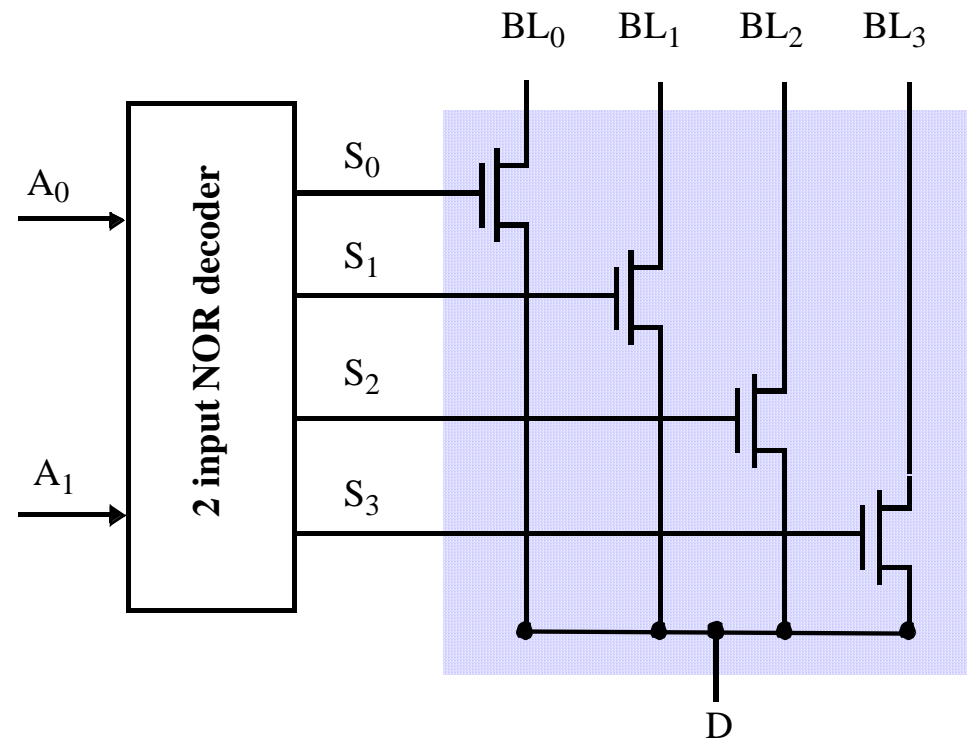 BL0 BL1 BL2 BL3
A0
A1
2 input NOR decoder
S0
S1
S2
S3
D